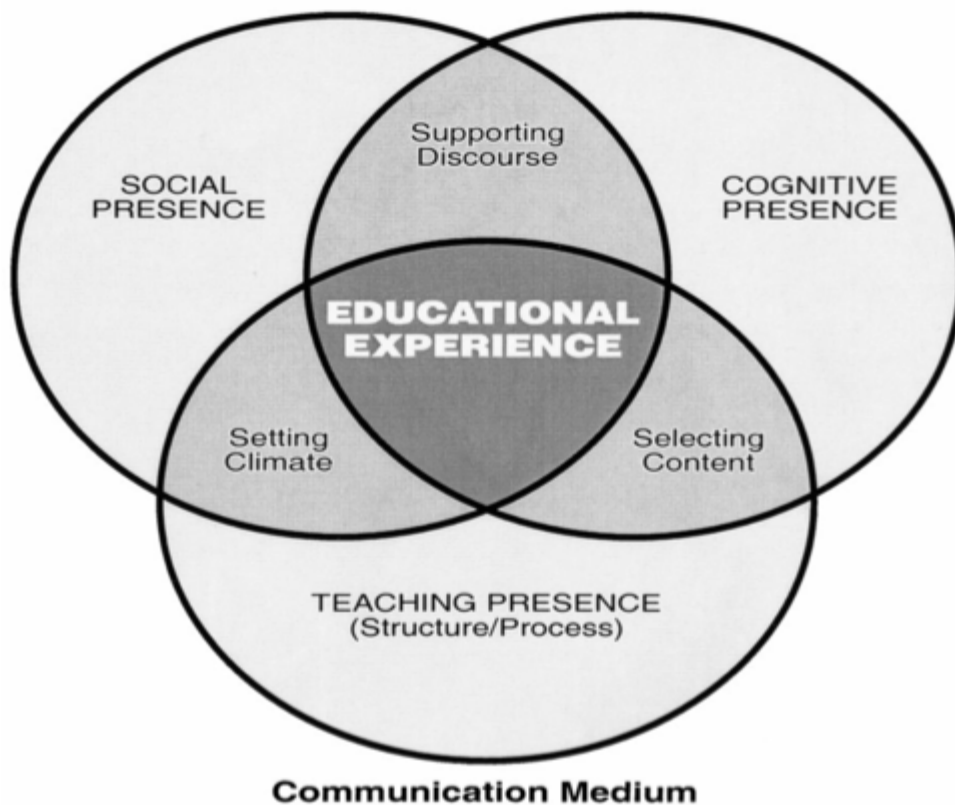 Supporting
Discourse
SOCIAL
PRESENCE
COGNITIVE
PRESENCE
EDUCATIONAL
EXPERIENCE
Setting
Climate
Selecting
Content
TEACHING PRESENCE
(Structure/Process)
Communication Medium